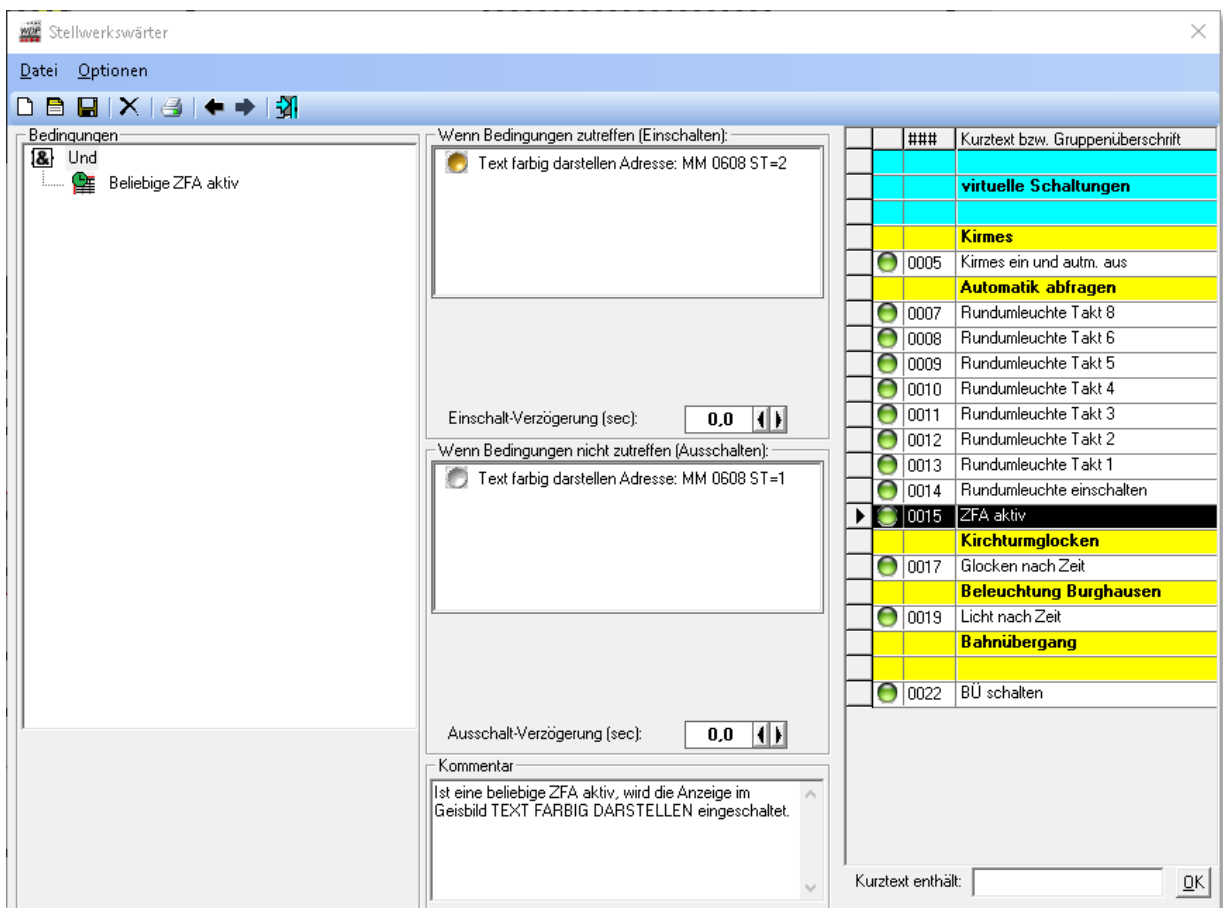 Stellwerkswärter
Datei Optionen
Bedingungen
& Und
Beliebige ZFA aktiv
Wenn Bedingungen zutreffen (Einschalten):
Text farbig darstellen Adresse: MM 0608 ST=2
Einschalt-Verzögerung (sec): 0,0
Wenn Bedingungen nicht zutreffen (Ausschalten):
Text farbig darstellen Adresse: MM 0608 ST=1
Ausschalt-Verzögerung (sec): 0,0
Kommentar
Ist eine beliebige ZFA aktiv, wird die Anzeige im
Geisbild TEXT FARBIG DARSTELLEN eingeschaltet.
### Kurztext bzw. Gruppenüberschrift
virtuelle Schaltungen
Kirmes
0005 Kirmes ein und autm. aus
Automatik abfragen
0007 Rundumleuchte Takt 8
0008 Rundumleuchte Takt 6
0009 Rundumleuchte Takt 5
0010 Rundumleuchte Takt 4
0011 Rundumleuchte Takt 3
0012 Rundumleuchte Takt 2
0013 Rundumleuchte Takt 1
0014 Rundumleuchte einschalten
0015 ZFA aktiv
Kirchturmglocken
0017 Glocken nach Zeit
Beleuchtung Burghausen
0019 Licht nach Zeit
Bahnübergang
0022 BÜ schalten
Kurztext enthält: OK